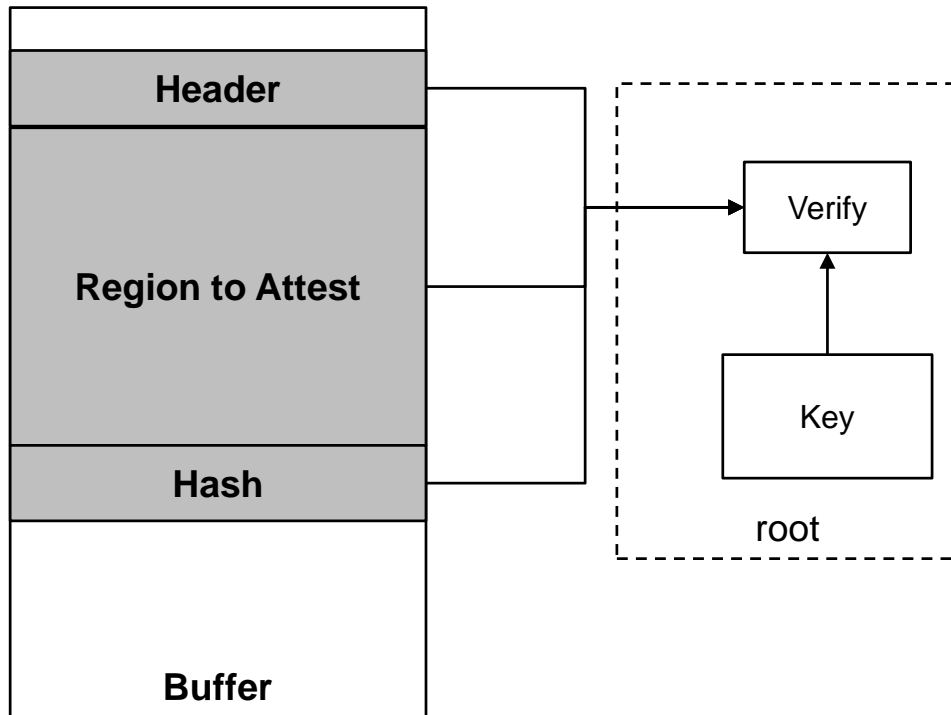 Header
Region to Attest
Hash
Buffer
Verify
Key
root